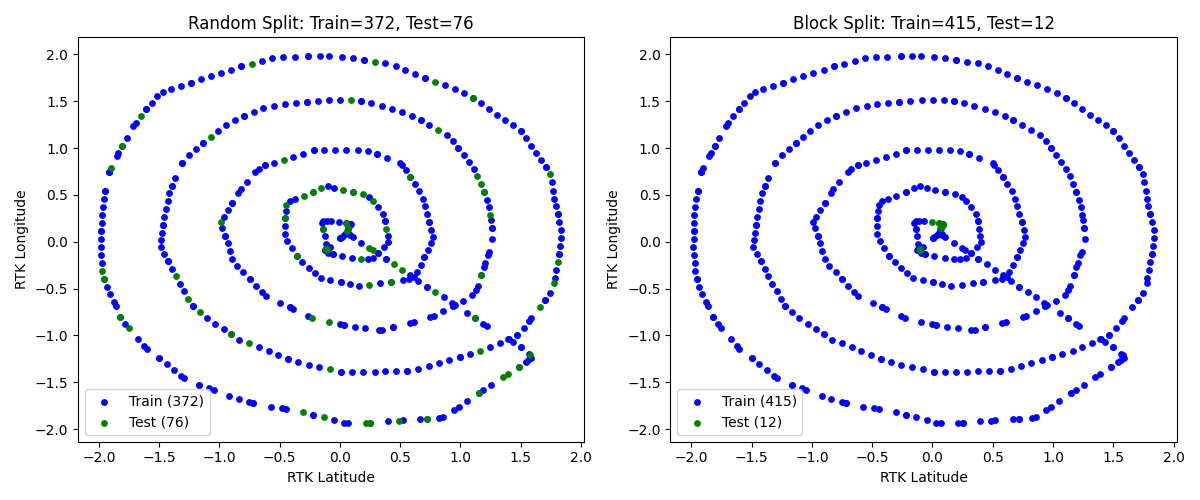 Random Split: Train=372, Test=76
RTK Longitude
2.0
1.5
1.0
0.5
0.0
−0.5
−1.0
−1.5
−2.0
Train (372)
Test (76)
−2.0 −1.5 −1.0 −0.5 0.0 0.5 1.0 1.5 2.0
RTK Latitude
Block Split: Train=415, Test=12
RTK Longitude
2.0
1.5
1.0
0.5
0.0
−0.5
−1.0
−1.5
−2.0
Train (415)
Test (12)
−2.0 −1.5 −1.0 −0.5 0.0 0.5 1.0 1.5 2.0
RTK Latitude